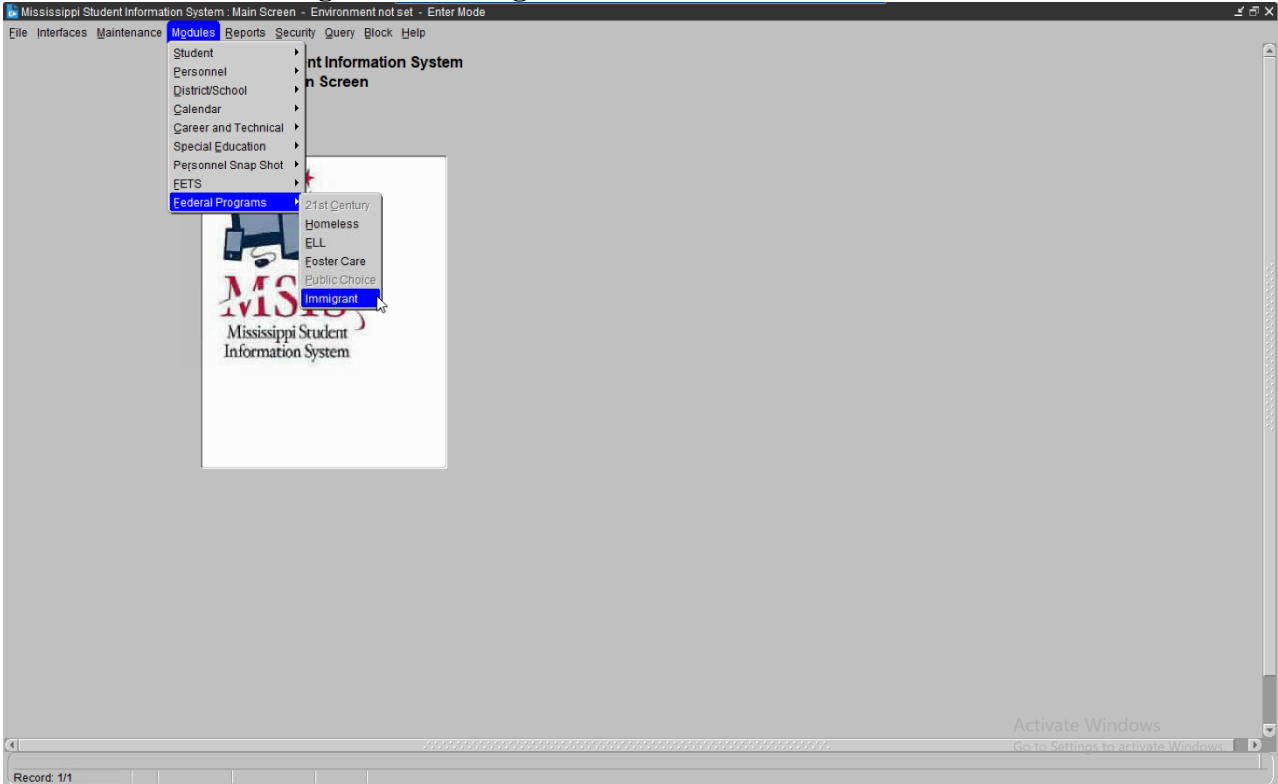 Mississippi Student Information System : Main Screen - Environment not set - Enter Mode
File Interfaces Maintenance Modules Reports Security Query Block Help
Student
Personnel
District/School
Calendar
Career and Technical
Special Education
Personnel Snap Shot
FETS
Federal Programs
nt Information System
n Screen
21st Century
Homeless
ELL
Foster Care
Public Choice
Immigrant
MSIS
Mississippi Student
Information System
Activate Windows
Go to Settings to activate Windows.
Record: 1/1